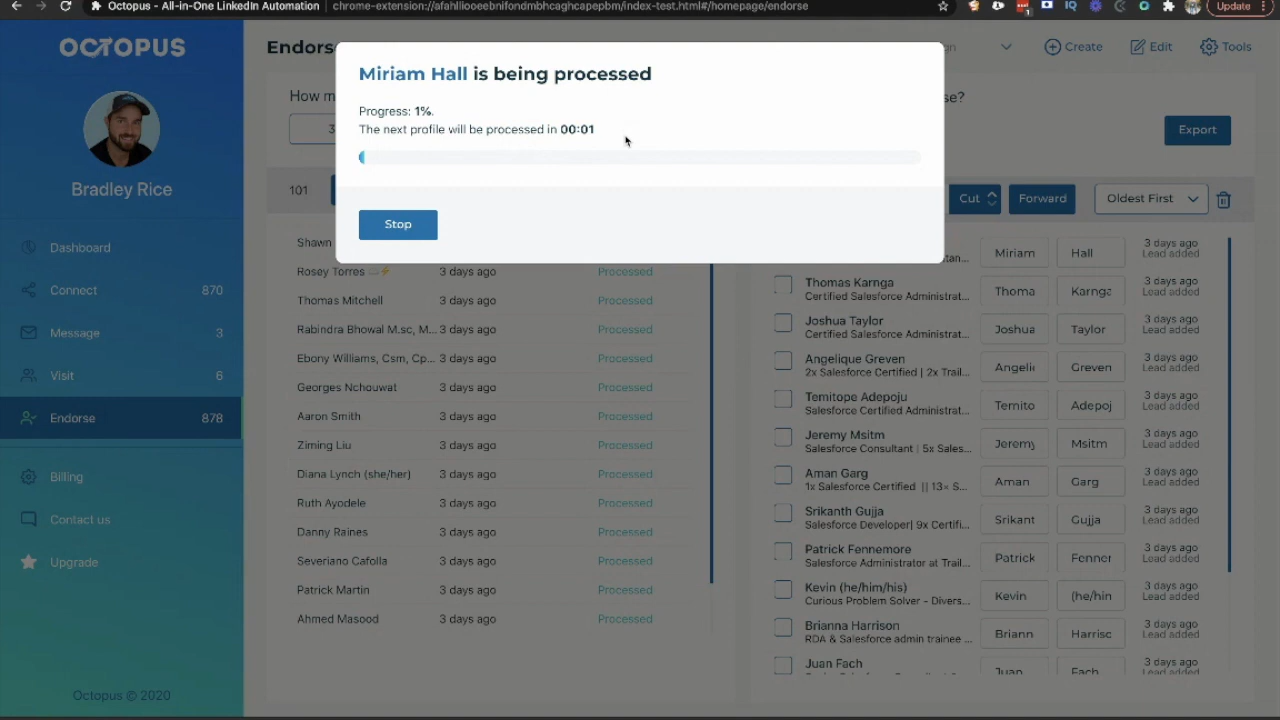 Octopus - All-in-One LinkedIn Automation
chrome-extension://afahlliooeebnifondmbhcaghcapepbm/index-test.html#/homepage/endorse
Update
OCTOPUS
Bradley Rice
Dashboard
Connect 870
Message 3
Visit 6
Endorse 878
Billing
Contact us
Upgrade
Octopus © 2020
Endors
Create
Edit
Tools
How m
se?
3
Export
Miriam Hall is being processed
Progress: 1%.
The next profile will be processed in 00:01
Stop
101
Cut
Forward
Oldest First
Shawn
Rosey Torres 3 days ago Processed
Thomas Mitchell 3 days ago Processed
Rabindra Bhowal M.sc, M... 3 days ago Processed
Ebony Williams, Csm, Cp... 3 days ago Processed
Georges Nchouwat 3 days ago Processed
Aaron Smith 3 days ago Processed
Ziming Liu 3 days ago Processed
Diana Lynch (she/her) 3 days ago Processed
Ruth Ayodele 3 days ago Processed
Danny Raines 3 days ago Processed
Severiano Cafolla 3 days ago Processed
Patrick Martin 3 days ago Processed
Ahmed Masood 3 days ago Processed
tan... Miriam Hall 3 days ago Lead added
Thomas Karnga
Certified Salesforce Administrat... Thoma Karnga 3 days ago Lead added
Joshua Taylor
Certified Salesforce Administrat... Joshua Taylor 3 days ago Lead added
Angelique Greven
2x Salesforce Certified | 2x Trail... Angeli Greven 3 days ago Lead added
Temitope Adepoju
Salesforce Certified Administrat... Temito Adepoj 3 days ago Lead added
Jeremy Msitm
Salesforce Consultant | 5x Sales... Jeremy Msitm 3 days ago Lead added
Aman Garg
1x Salesforce Certified || 13x S... Aman Garg 3 days ago Lead added
Srikanth Gujja
Salesforce Developer| 9x Certifi... Srikant Gujja 3 days ago Lead added
Patrick Fennemore
Salesforce Administrator at Trail... Patrick Fenner 3 days ago Lead added
Kevin (he/him/his)
Curious Problem Solver - Divers... Kevin (he/hin 3 days ago Lead added
Brianna Harrison
RDA & Salesforce admin trainee ... Briann Harrisc 3 days ago Lead added
Juan Fach
Juan Fach 3 days ago Lead added